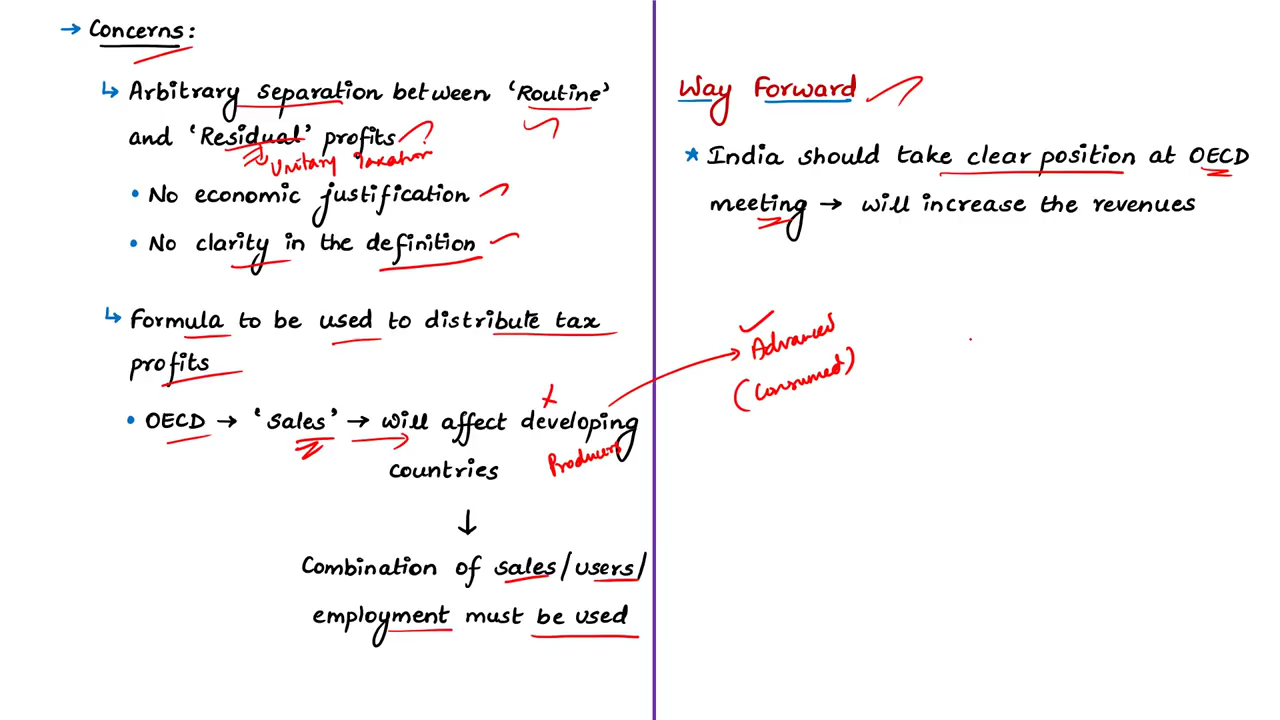 → Concerns:
↳ Arbitrary separation between 'Routine'
and 'Residual' profits
Unitary Taxation
• No economic justification
• No clarity in the definition
↳ Formula to be used to distribute tax
profits
• OECD → 'Sales' → will affect developing
Producers
countries
↓
Combination of sales/users/
employment must be used
Way Forward
* India should take clear position at OECD
meeting → will increase the revenues
Advanced
(Consumed)